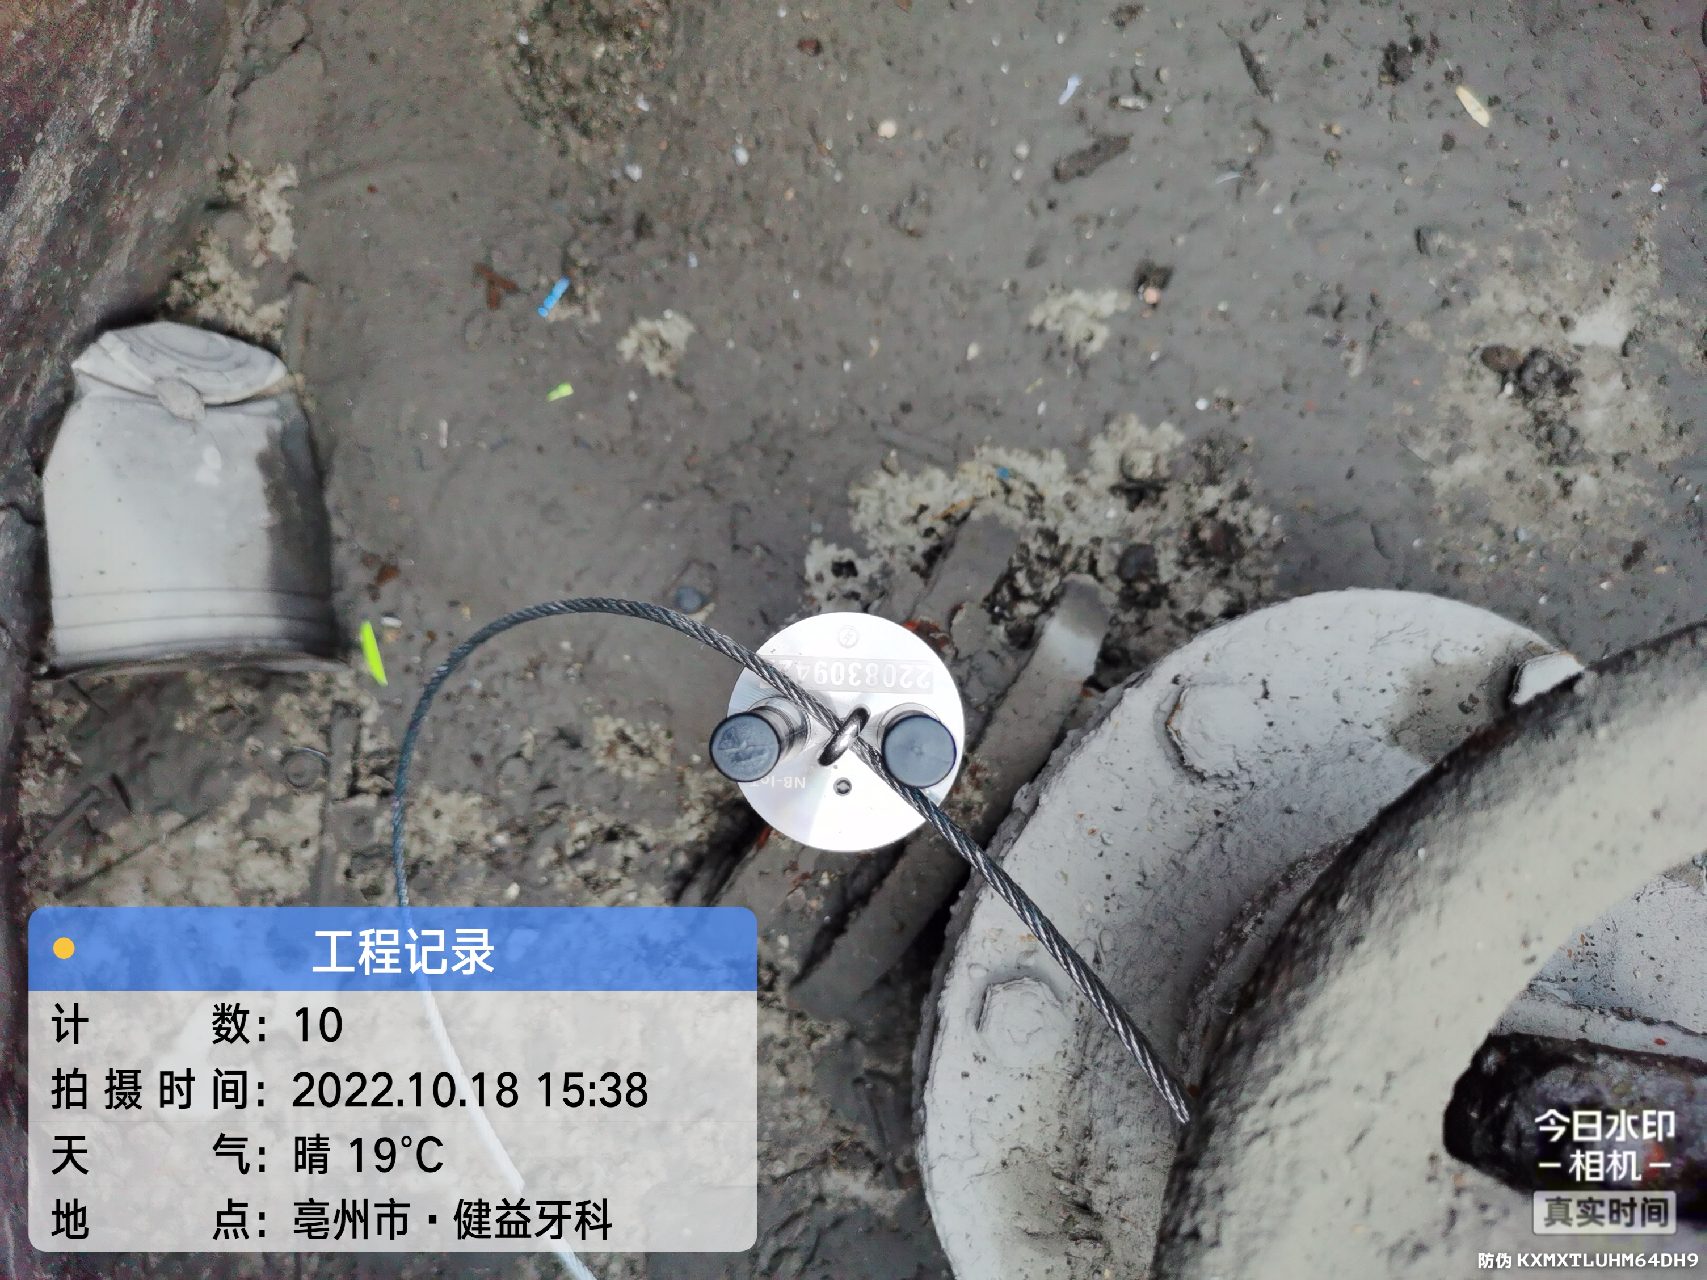 NB-IoT
工程记录
计数：10
拍摄时间：2022.10.18 15:38
天气：晴 19℃
地点：亳州市·健益牙科
今日水印
－相机－
真实时间
防伪 KXMXTLUHM64DH9